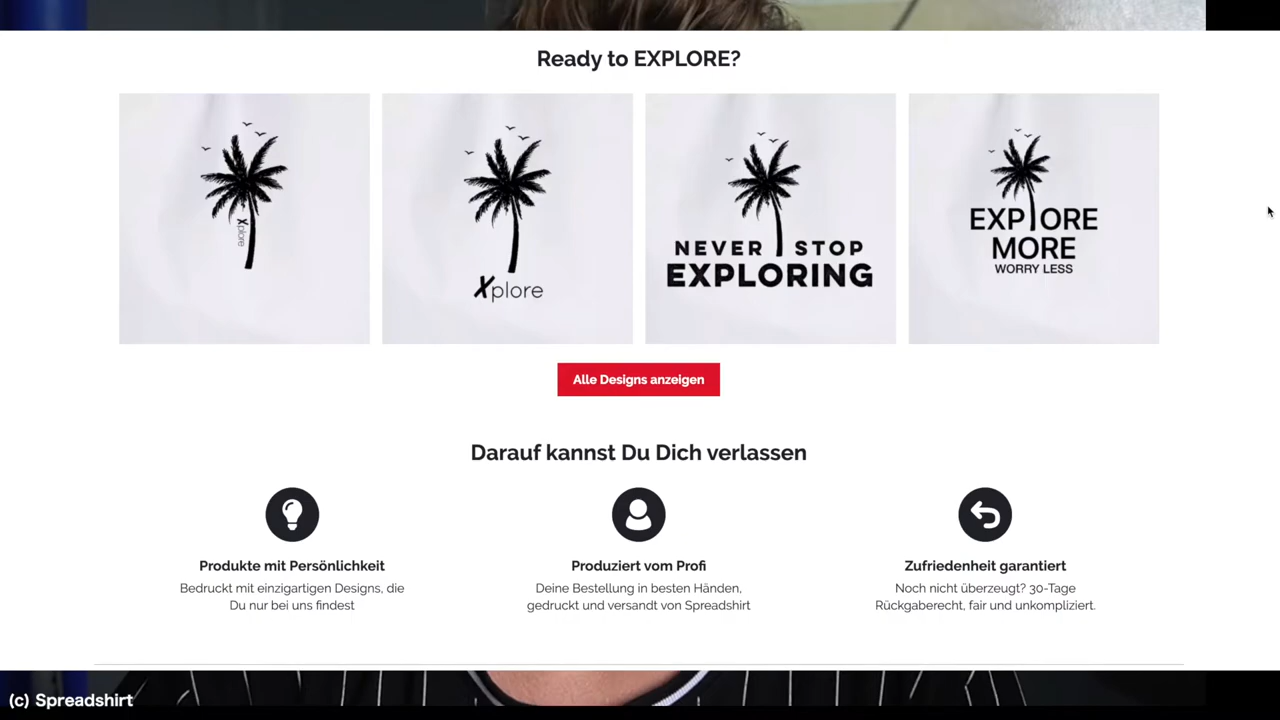 Ready to EXPLORE?
Xplore
Xplore
NEVER STOP
EXPLORING
EXPLORE
MORE
WORRY LESS
Alle Designs anzeigen
Darauf kannst Du Dich verlassen
Produkte mit Persönlichkeit
Bedruckt mit einzigartigen Designs, die
Du nur bei uns findest
Produziert vom Profi
Deine Bestellung in besten Händen,
gedruckt und versandt von Spreadshirt
Zufriedenheit garantiert
Noch nicht überzeugt? 30-Tage
Rückgaberecht, fair und unkompliziert.
(c) Spreadshirt